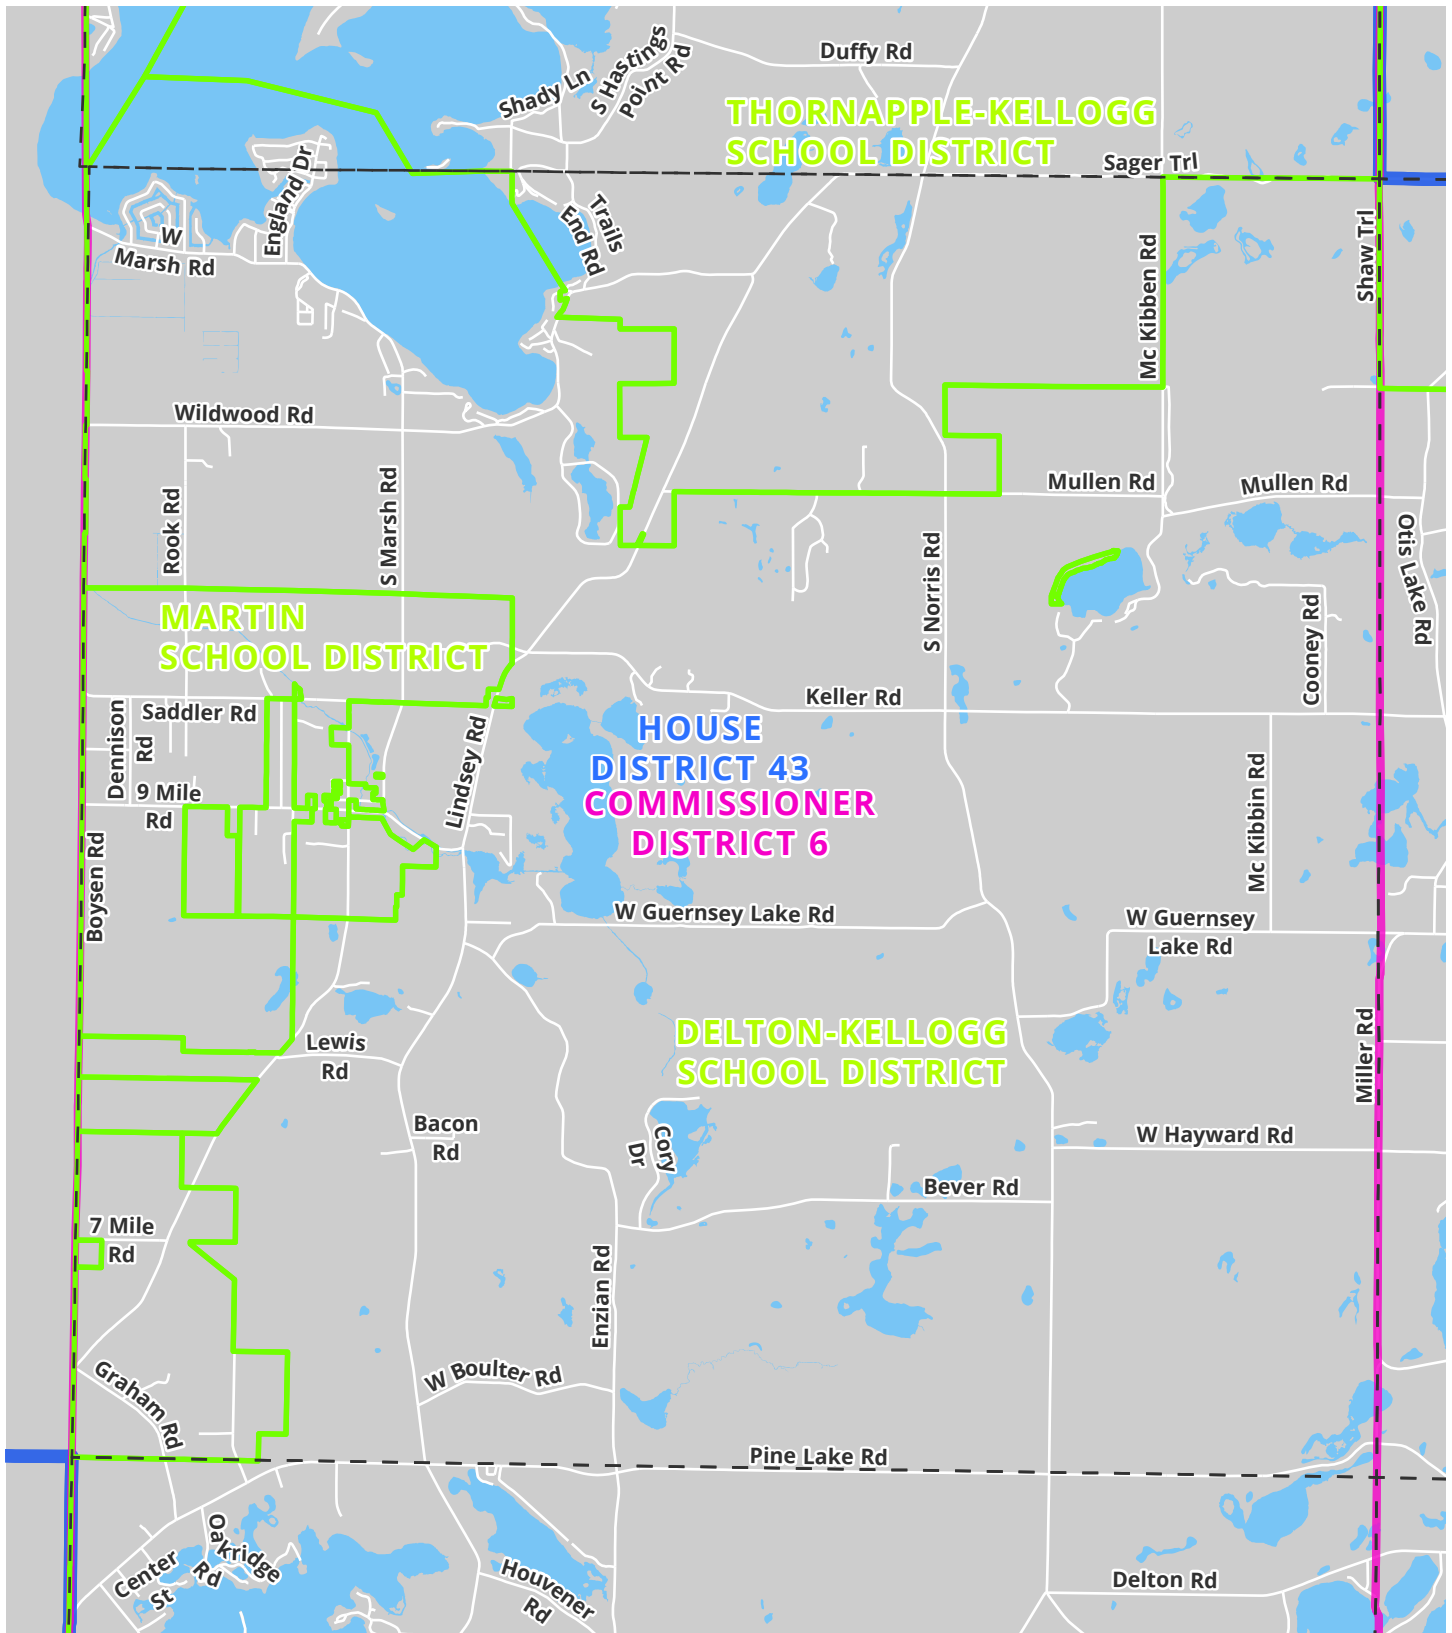 Duffy Rd
S Hastings
Point Rd
Shady Ln
THORNAPPLE-KELLOGG
SCHOOL DISTRICT
Sager Trl
England Dr
Trails
End Rd
W
Marsh Rd
Mc Kibben Rd
Shaw Trl
Wildwood Rd
Rook Rd
S Marsh Rd
Mullen Rd
Mullen Rd
S Norris Rd
Otis Lake Rd
Cooney Rd
MARTIN
SCHOOL DISTRICT
Keller Rd
Saddler Rd
Dennison
Rd
Lindsey Rd
HOUSE
DISTRICT 43
COMMISSIONER
DISTRICT 6
9 Mile
Rd
Mc Kibbin Rd
Boysen Rd
W Guernsey Lake Rd
W Guernsey
Lake Rd
DELTON-KELLOGG
SCHOOL DISTRICT
Lewis
Rd
Miller Rd
Bacon
Rd
Cory
Dr
W Hayward Rd
Bever Rd
7 Mile
Rd
Enzian Rd
W Boulter Rd
Graham Rd
Pine Lake Rd
Oakridge
Rd
Center
St
Houvener
Rd
Delton Rd